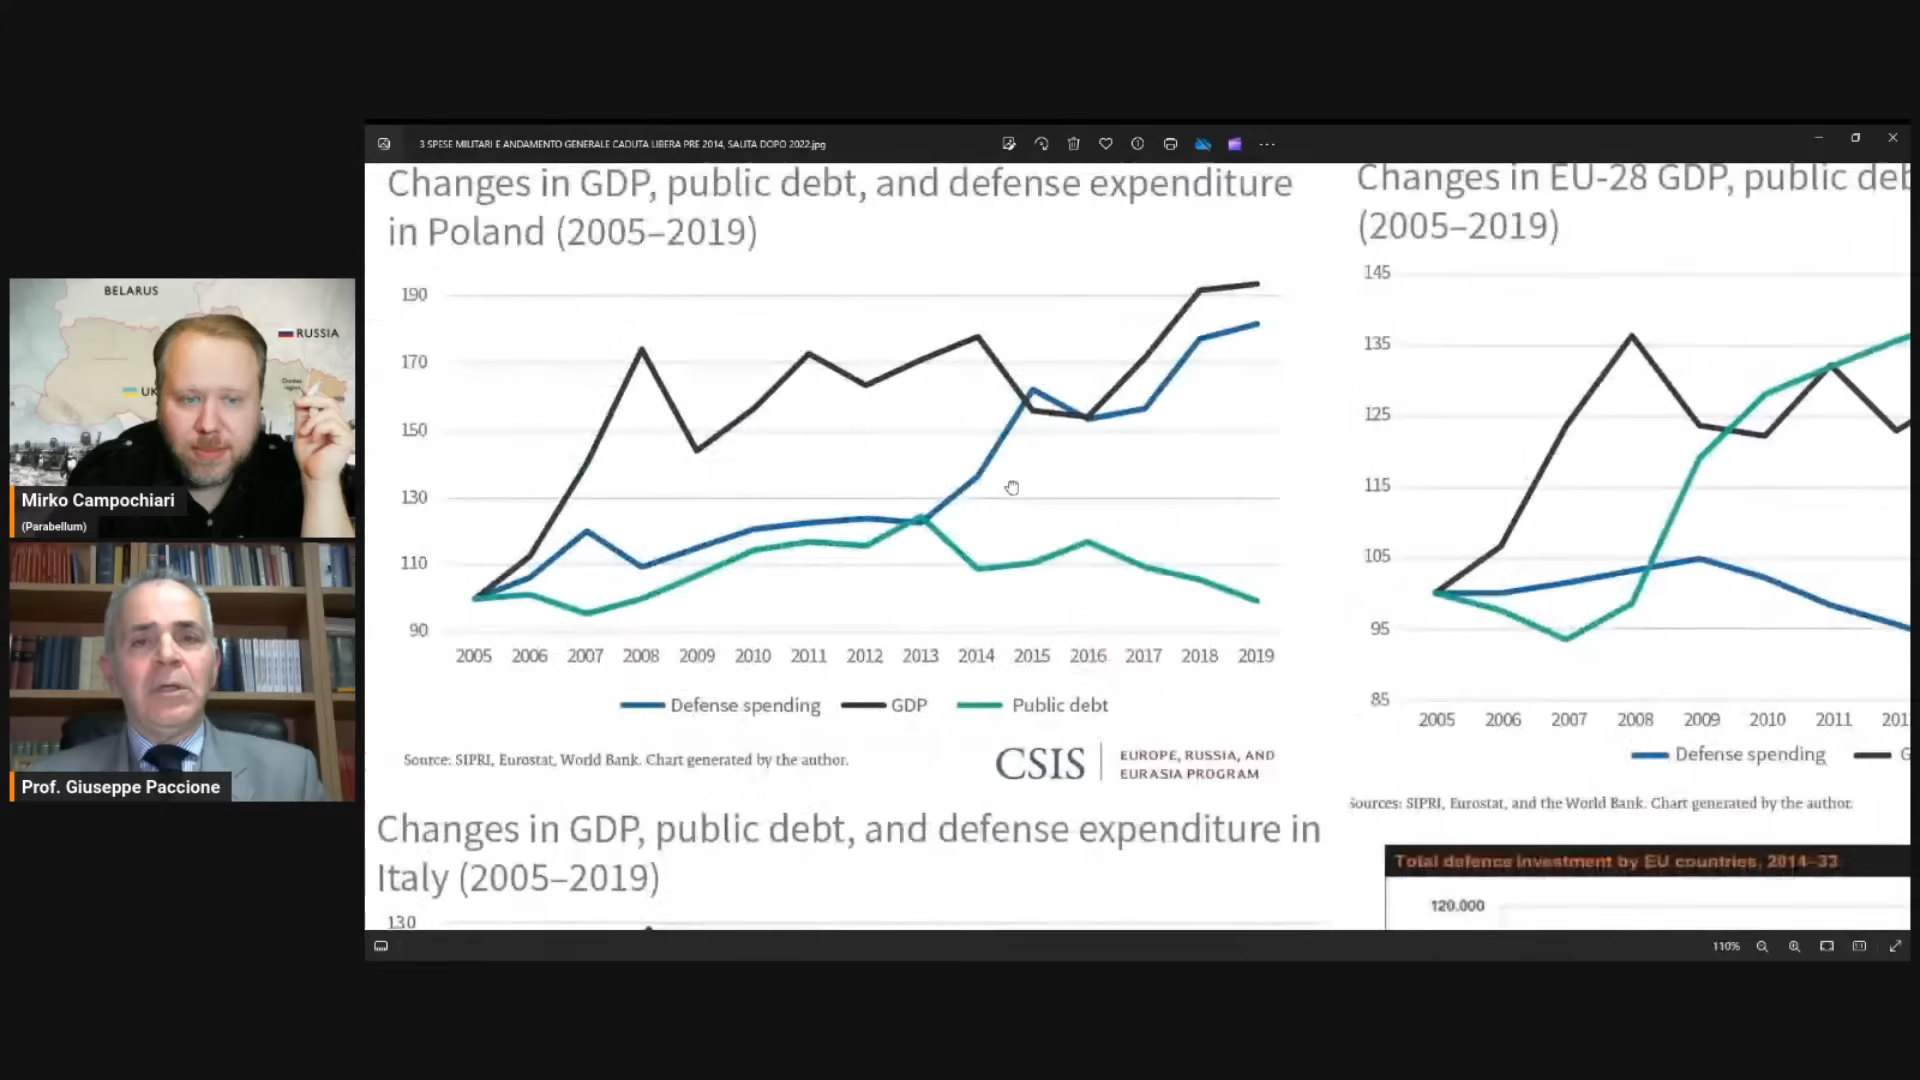 3 SPESE MILITARI E ANDAMENTO GENERALE CADUTA LIBERA PRE 2014, SALITA DOPO 2022.jpg
Changes in GDP, public debt, and defense expenditure
in Poland (2005–2019)
190
170
150
130
110
90
2005 2006 2007 2008 2009 2010 2011 2012 2013 2014 2015 2016 2017 2018 2019
Defense spending GDP Public debt
Source: SIPRI, Eurostat, World Bank. Chart generated by the author.
CSIS
EUROPE, RUSSIA, AND
EURASIA PROGRAM
Changes in GDP, public debt, and defense expenditure in
Italy (2005–2019)
130
Changes in EU-28 GDP, public deb
(2005–2019)
145
135
125
115
105
95
85
2005 2006 2007 2008 2009 2010 2011 201
Defense spending G
Sources: SIPRI, Eurostat, and the World Bank. Chart generated by the author.
Total defence investment by EU countries, 2014–33
120.000
110%
BELARUS
RUSSIA
UK
Mirko Campochiari
(Parabellum)
Prof. Giuseppe Paccione